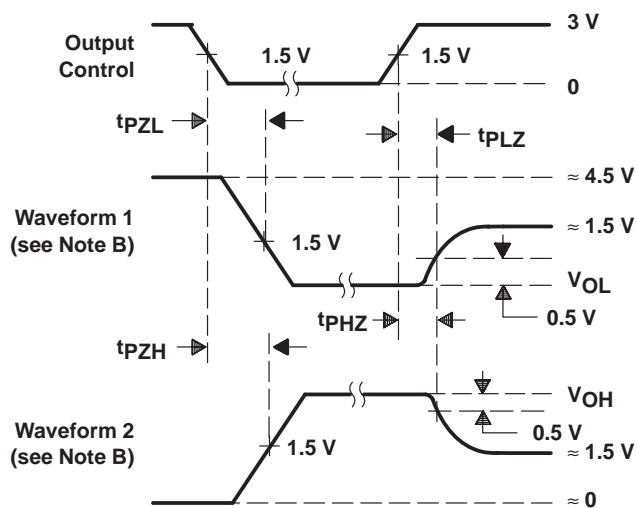 Output
Control
1.5 V
1.5 V
3 V
0
tPZL
tPLZ
Waveform 1
(see Note B)
1.5 V
≈ 4.5 V
≈ 1.5 V
VOL
0.5 V
tPHZ
tPZH
Waveform 2
(see Note B)
1.5 V
VOH
0.5 V
≈ 1.5 V
≈ 0